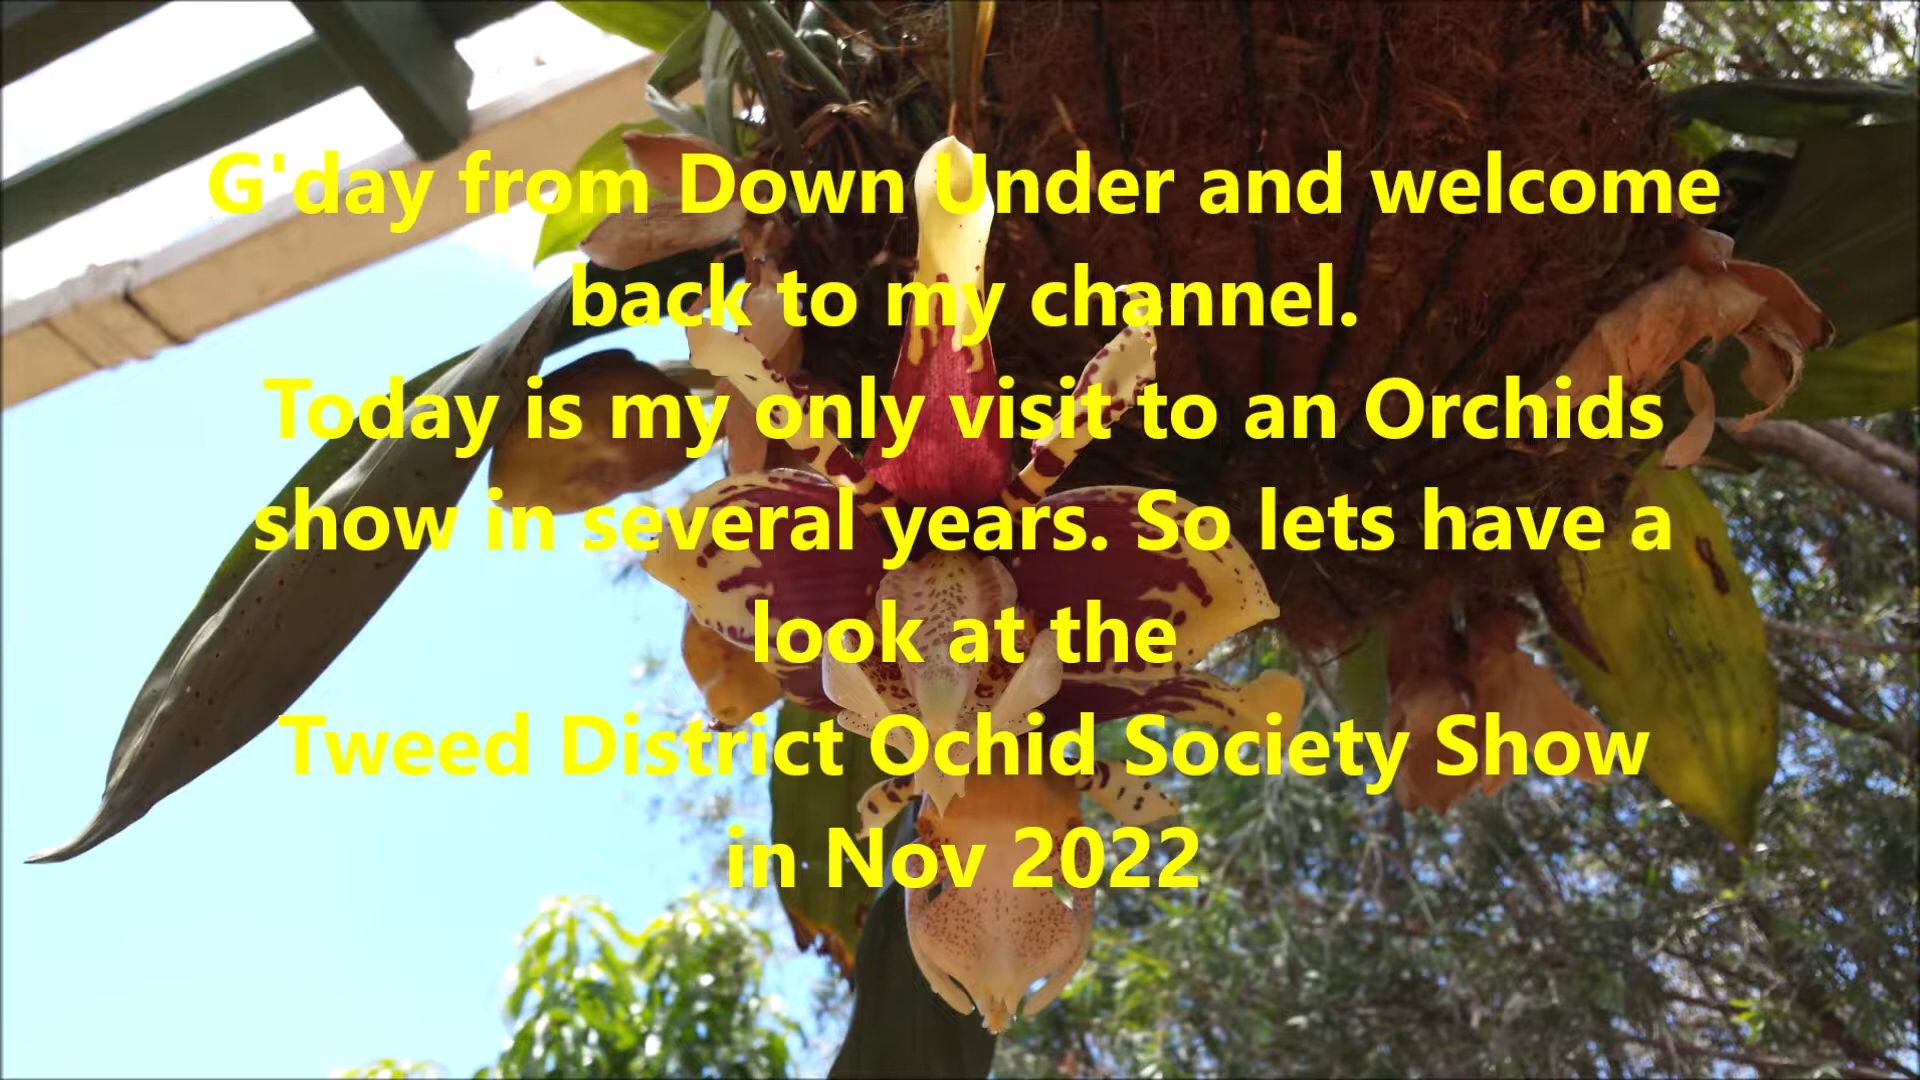 G'day from Down Under and welcome
back to my channel.
Today is my only visit to an Orchids
show in several years. So lets have a
look at the
Tweed District Ochid Society Show
in Nov 2022